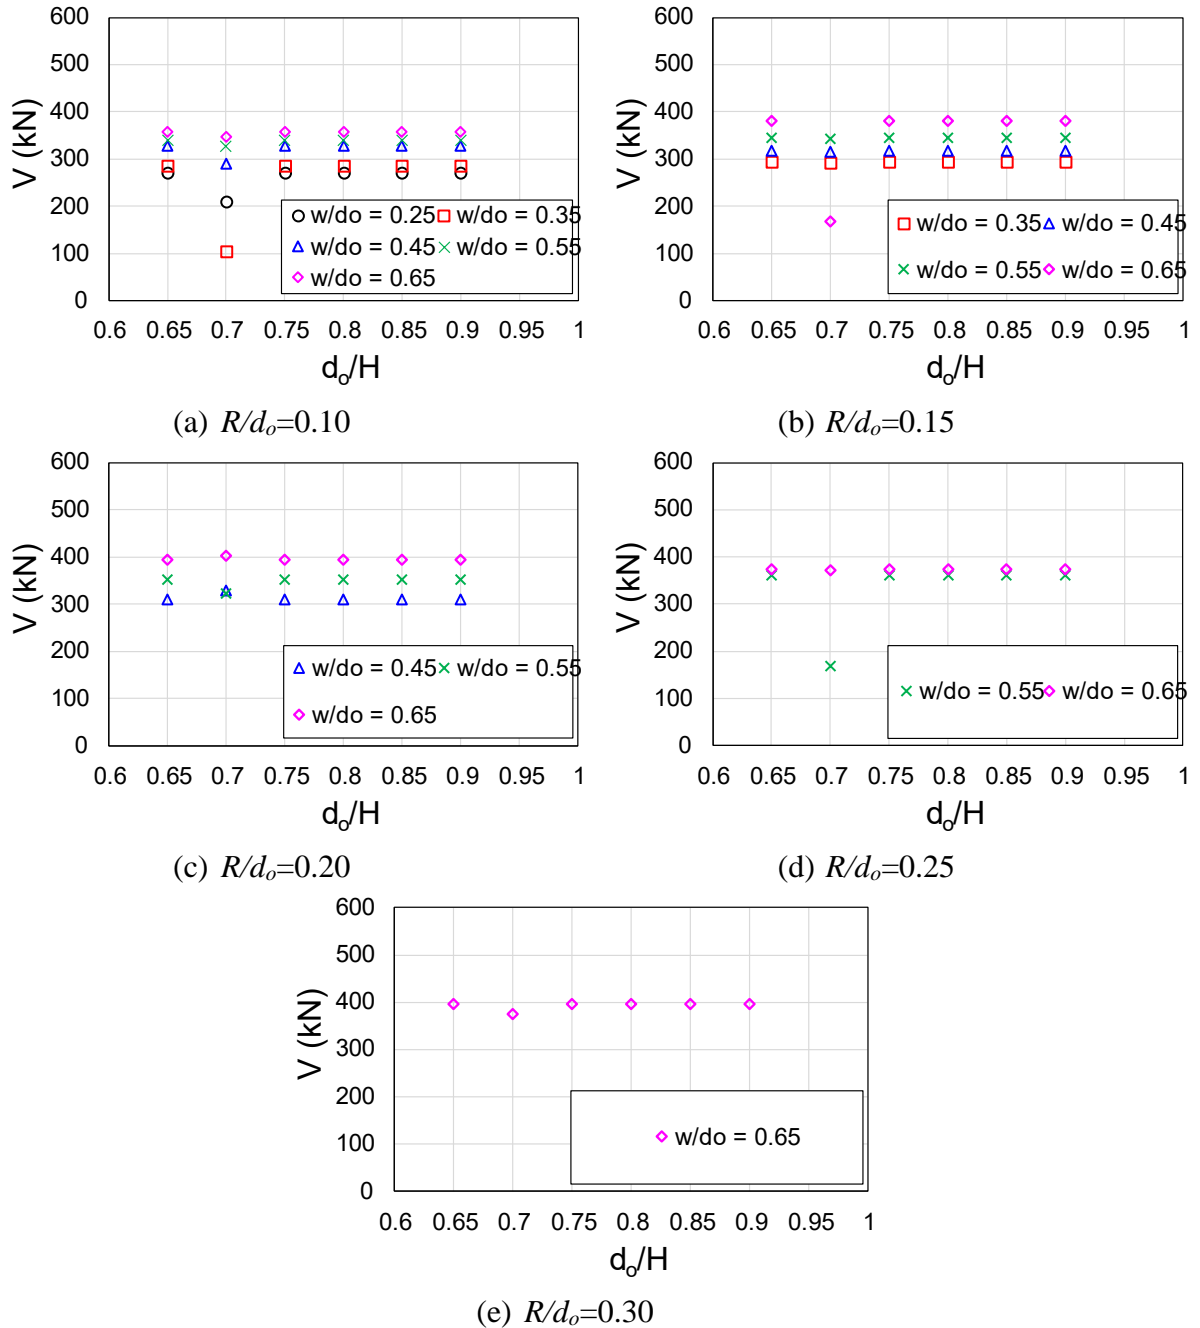 600
500
400
300
200
100
0
V (kN)
w/do = 0.25 w/do = 0.35
w/do = 0.45 w/do = 0.55
w/do = 0.65
0.6 0.65 0.7 0.75 0.8 0.85 0.9 0.95 1
do/H
(a) R/do=0.10
600
500
400
300
200
100
0
V (kN)
w/do = 0.35 w/do = 0.45
w/do = 0.55 w/do = 0.65
0.6 0.65 0.7 0.75 0.8 0.85 0.9 0.95 1
do/H
(b) R/do=0.15
600
500
400
300
200
100
0
V (kN)
w/do = 0.45 w/do = 0.55
w/do = 0.65
0.6 0.65 0.7 0.75 0.8 0.85 0.9 0.95 1
do/H
(c) R/do=0.20
600
500
400
300
200
100
0
V (kN)
w/do = 0.55 w/do = 0.65
0.6 0.65 0.7 0.75 0.8 0.85 0.9 0.95 1
do/H
(d) R/do=0.25
600
500
400
300
200
100
0
V (kN)
w/do = 0.65
0.6 0.65 0.7 0.75 0.8 0.85 0.9 0.95 1
do/H
(e) R/do=0.30